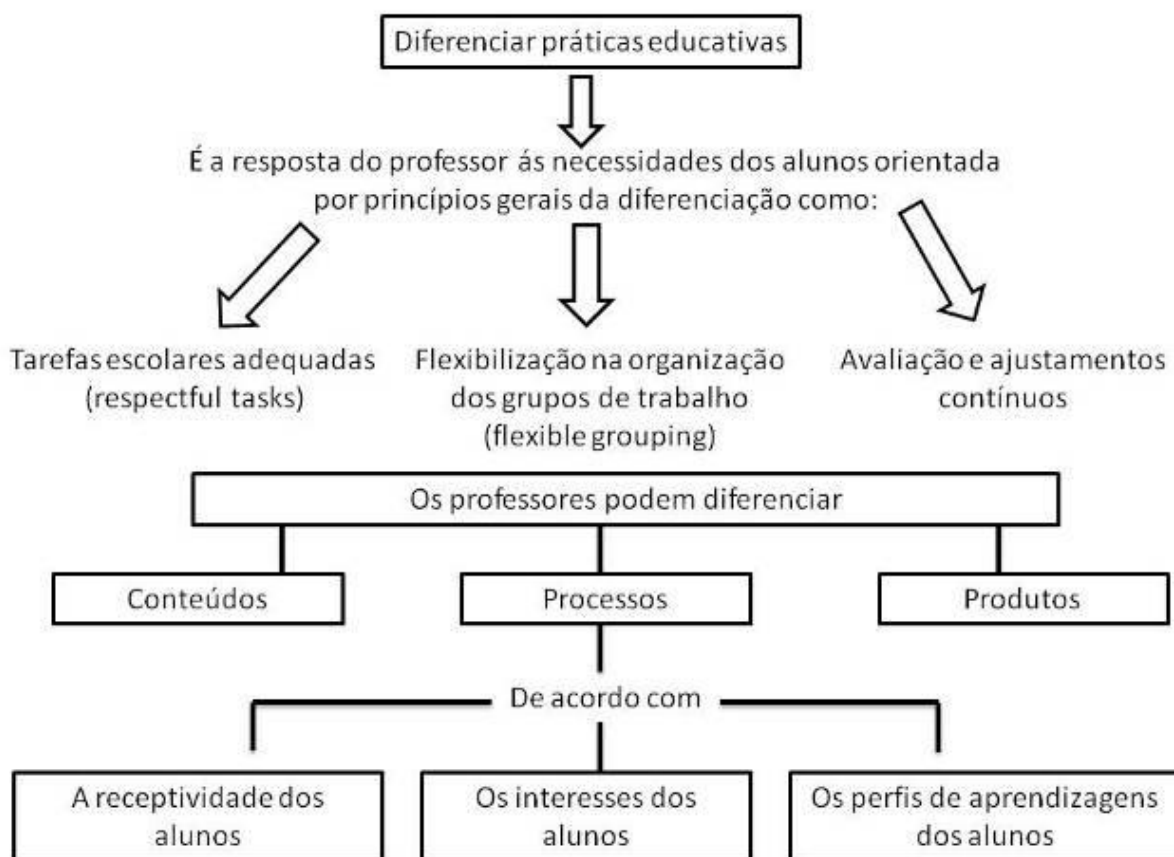 Diferenciar práticas educativas
É a resposta do professor ás necessidades dos alunos orientada
por princípios gerais da diferenciação como:
Tarefas escolares adequadas
(respectful tasks)
Flexibilização na organização
dos grupos de trabalho
(flexible grouping)
Avaliação e ajustamentos
contínuos
Os professores podem diferenciar
Conteúdos
Processos
Produtos
De acordo com
A receptividade dos
alunos
Os interesses dos
alunos
Os perfis de aprendizagens
dos alunos